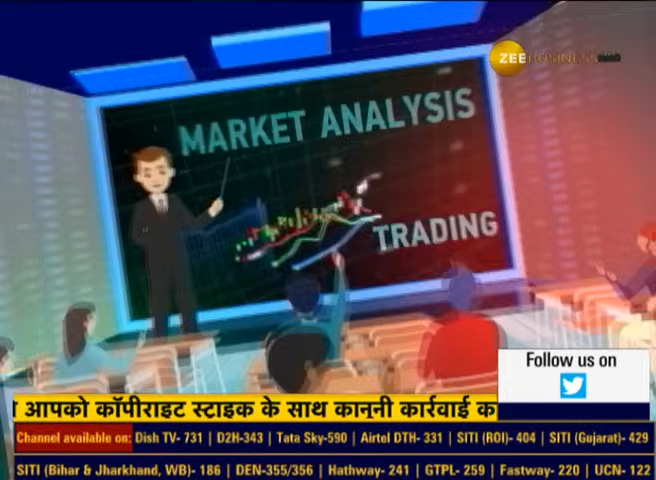 ZEE BUSINESS
MARKET ANALYSIS
TRADING
Follow us on
आपको कॉपीराइट स्टाइक के साथ कानूनी कार्रवाई
Channel available on: Dish TV- 731 | D2H-343 | Tata Sky-590 | Airtel DTH- 331 | SITI (ROI)- 404 | SITI (Gujarat)- 429
SITI (Bihar & Jharkhand, WB)- 186 | DEN-355/356 | Hathway- 241 | GTPL- 259 | Fastway- 220 | UCN- 122